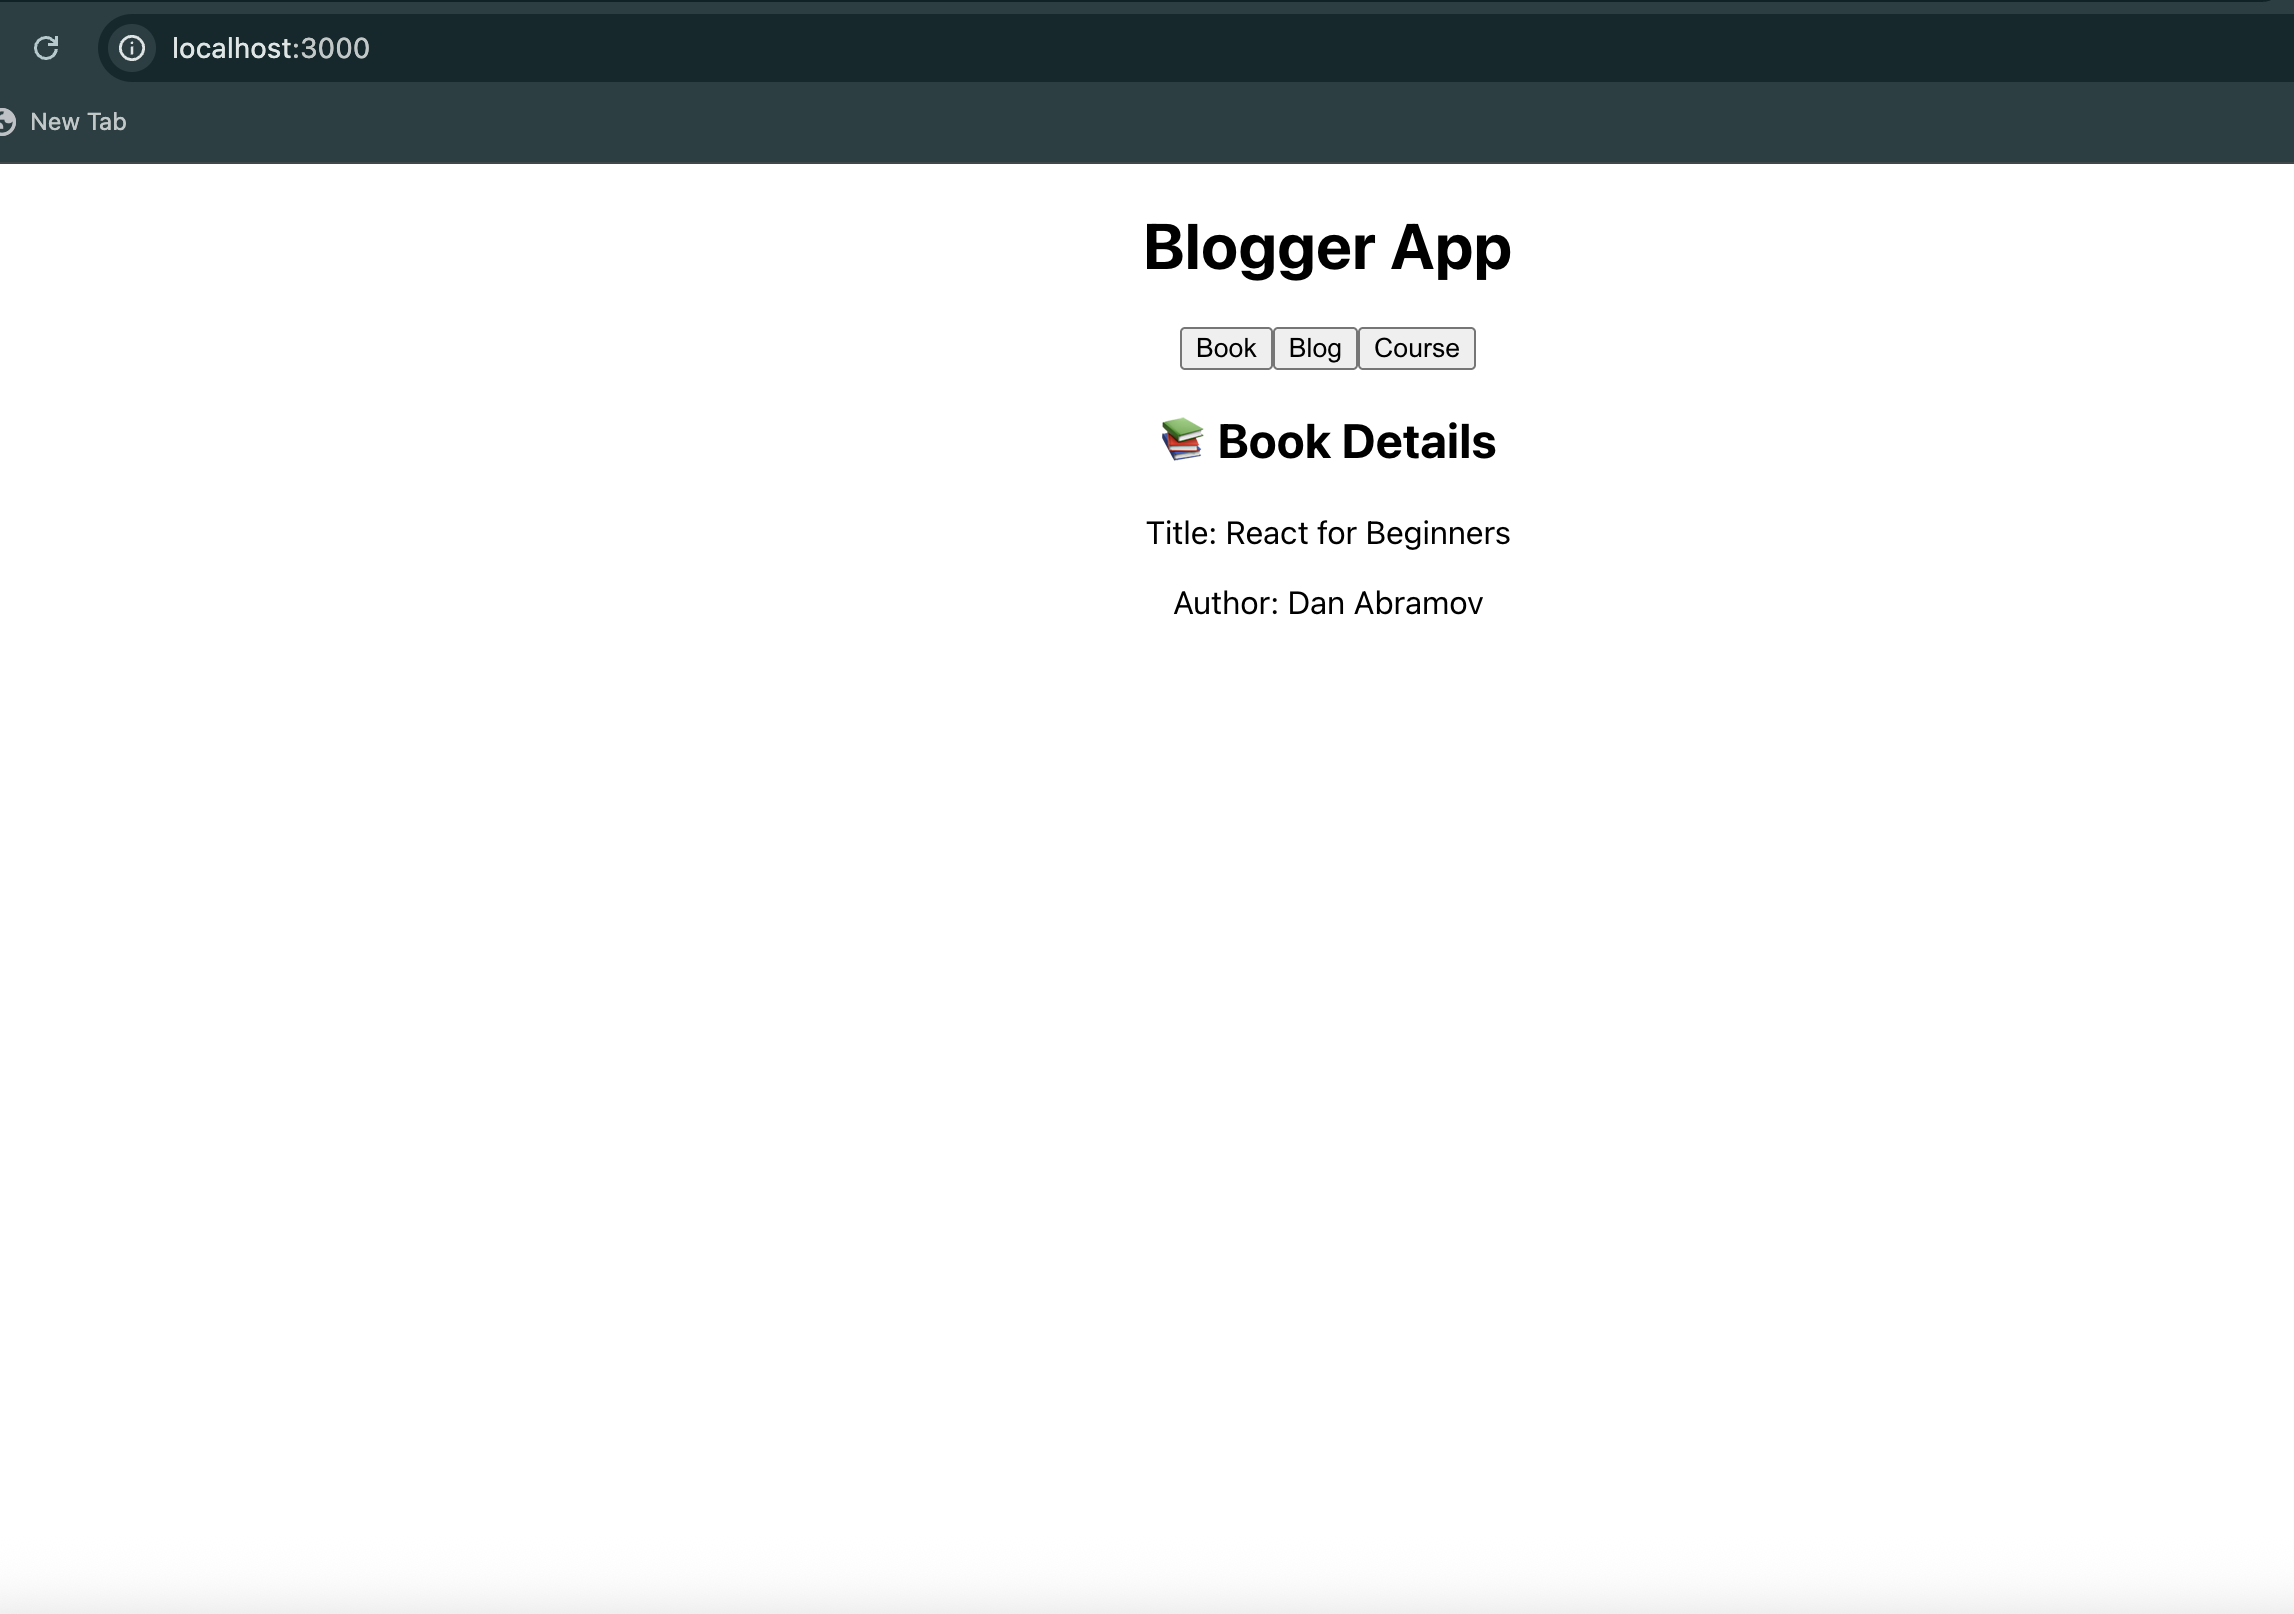 localhost:3000
New Tab
Blogger App
Book Blog Course
📚 Book Details
Title: React for Beginners
Author: Dan Abramov